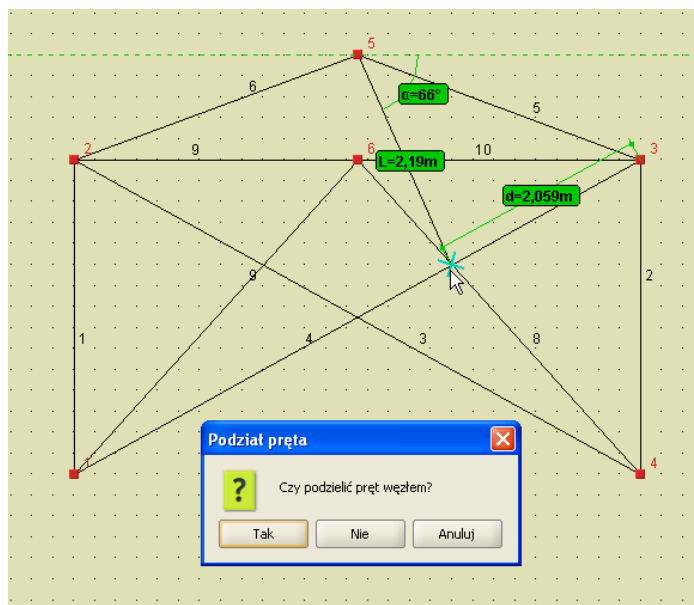 5
6
α=66°
5
2
9
6
L=2,19m
10
3
d=2,059m
9
2
1
4
3
8
1
4
Podział pręta
?
Czy podzielić pręt węzłem?
Tak
Nie
Anuluj